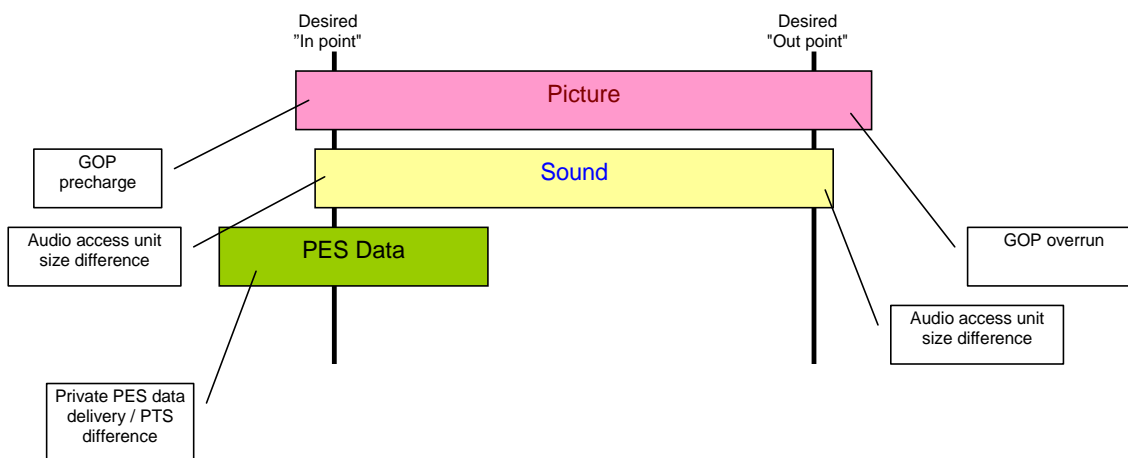 Desired
”In point"
Desired
"Out point"
Picture
GOP
precharge
Sound
Audio access unit
size difference
PES Data
GOP overrun
Audio access unit
size difference
Private PES data
delivery / PTS
difference